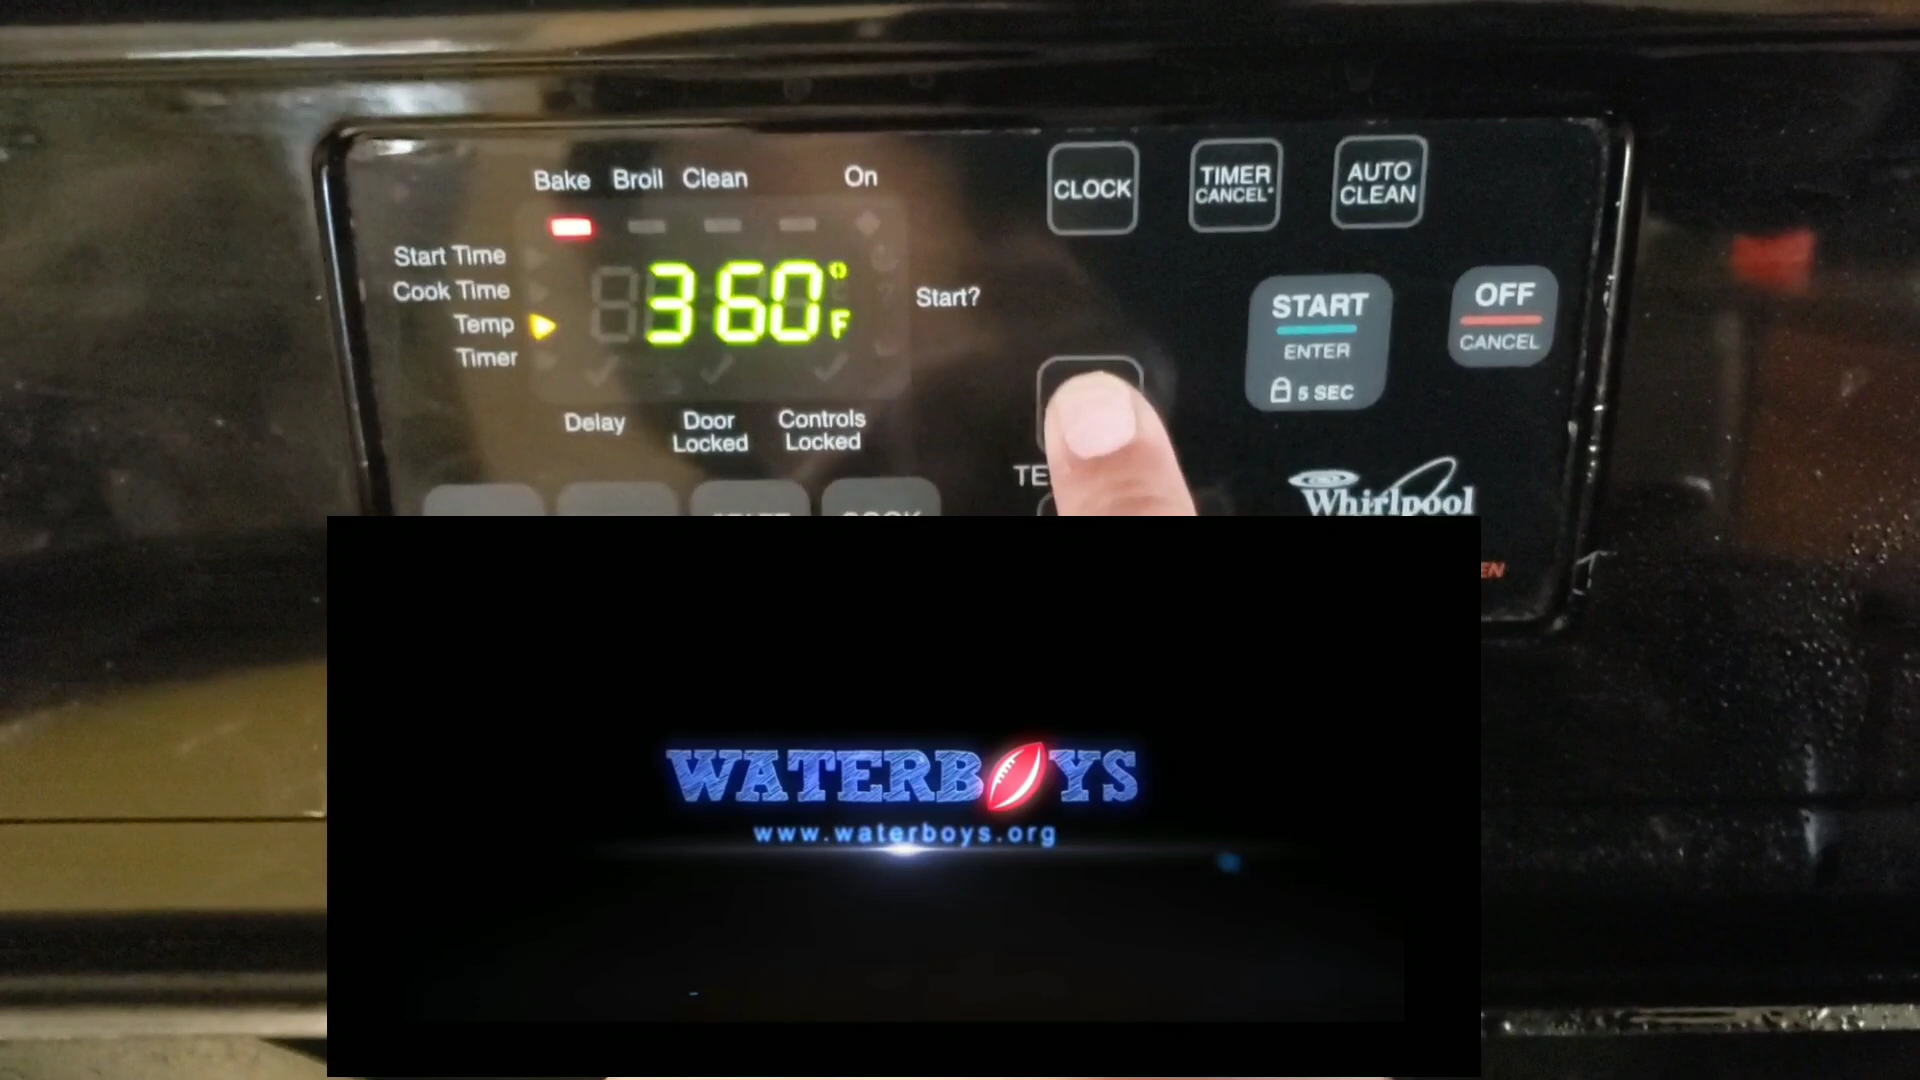 Bake Broil Clean On
CLOCK
TIMER
CANCEL*
AUTO
CLEAN
Start Time
Cook Time
Temp
Timer
360°F
Start?
START
ENTER
5 SEC
OFF
CANCEL
Delay
Door
Locked
Controls
Locked
Whirlpool
WATERBOYS
www.waterboys.org